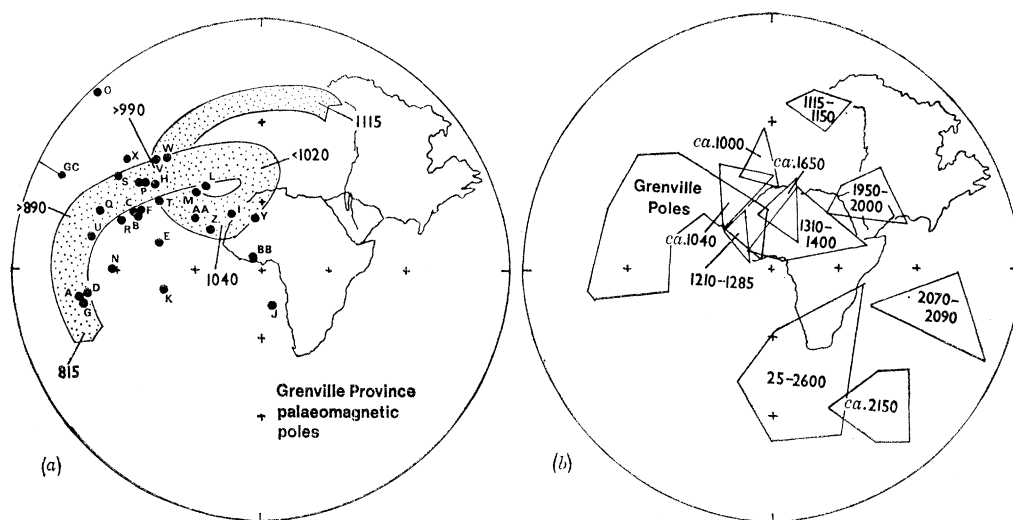 O
>990
1115
GC
X
W
V
<1020
S
P
H
L
M
>890
Q
C
F
T
U
R
B
AA
I
Y
Z
E
BB
N
1040
A
D
G
K
J
815
Grenville Province
palaeomagnetic
poles
(a)
1115–
1150
ca.1000
ca.1650
Grenville
Poles
1950–
2000
ca.1040
1310–
1400
1210–
1285
2070–
2090
25–2600
ca.2150
(b)